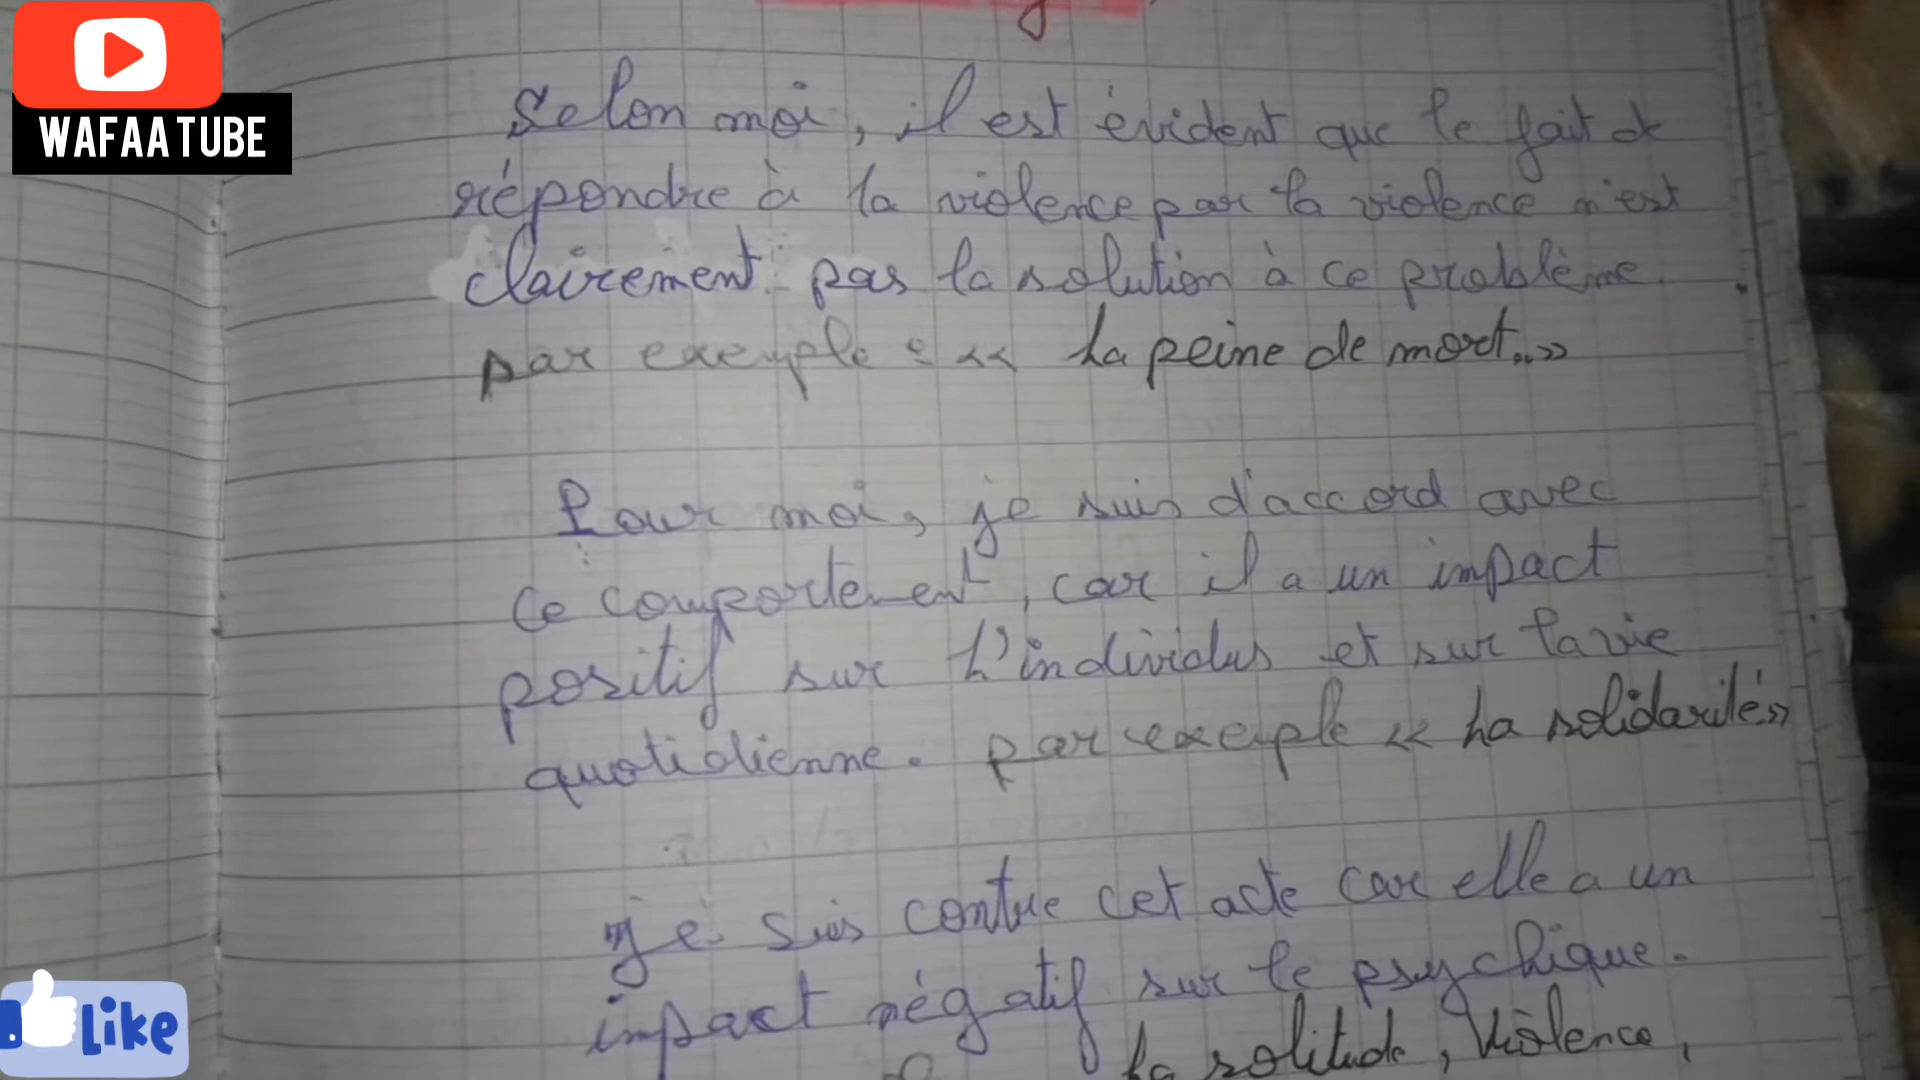 WAFAA TUBE
Selon moi, il est évident que le fait de
répondre à la violence par la violence n'est
clairement pas la solution à ce problème.
par exemple : << La peine de mort..>>
Pour moi, je suis d'accord avec
ce comportement, car il a un impact
positif sur L'individus et sur la vie
quotidienne. par exemple << La solidarité>>
je suis contre cet acte car elle a un
impact négatif sur le psychique.
La solitude, Violence,
like